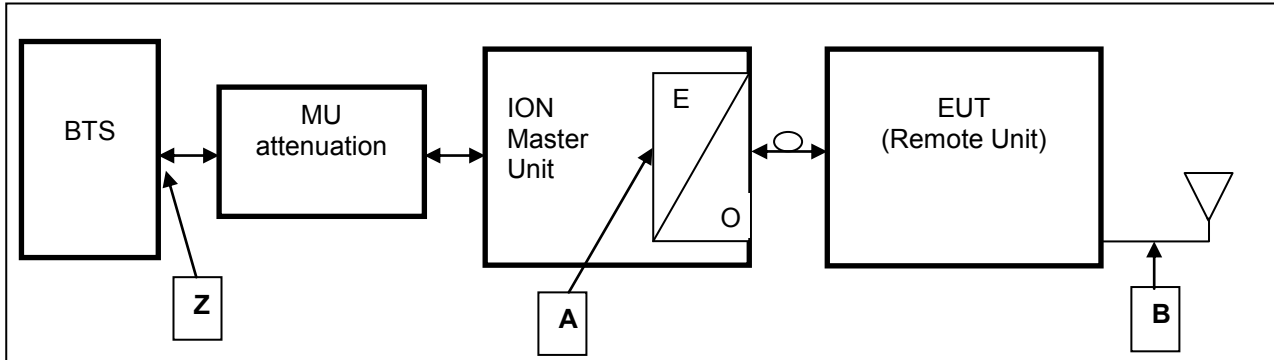 BTS
MU
attenuation
ION
Master
Unit
E
O
EUT
(Remote Unit)
Z
A
B